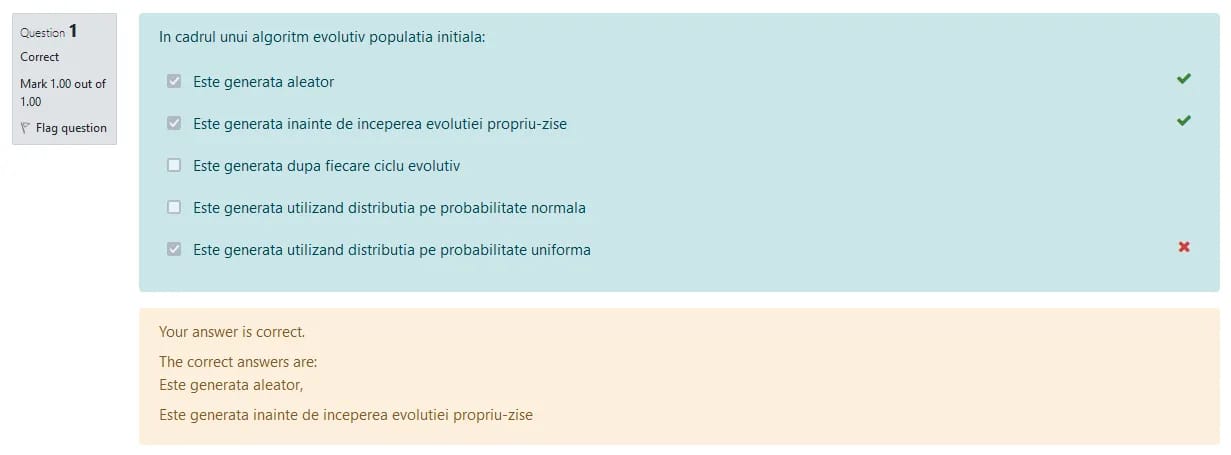 Question 1
Correct
Mark 1.00 out of
1.00
Flag question
In cadrul unui algoritm evolutiv populatia initiala:
Este generata aleator
Este generata inainte de inceperea evolutiei propriu-zise
Este generata dupa fiecare ciclu evolutiv
Este generata utilizand distributia pe probabilitate normala
Este generata utilizand distributia pe probabilitate uniforma
Your answer is correct.
The correct answers are:
Este generata aleator,
Este generata inainte de inceperea evolutiei propriu-zise